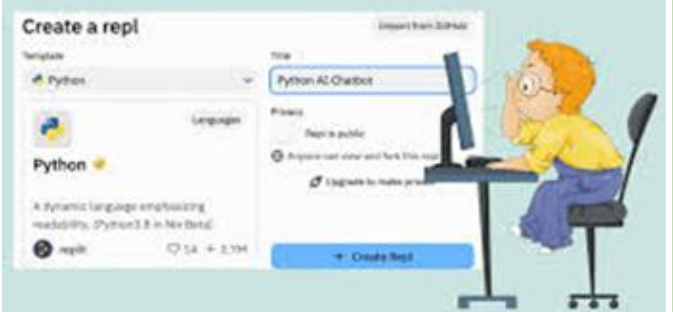 Create a repl
Import from GitHub
Template
Title
Python
Python AI Chatbot
Privacy
Languages
Repl is public
Python
Anyone can view and fork this repl
Upgrade to make private
A dynamic language emphasizing
readability. (Python3.8 in Nix Beta)
replit
+ Create Repl